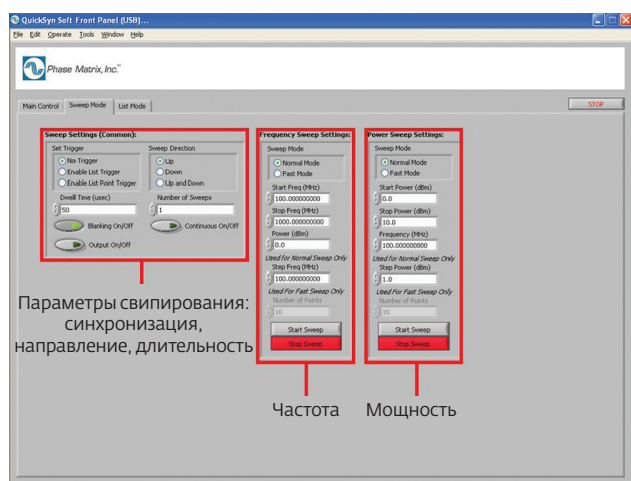 QuickSyn Soft Front Panel (USB)...
File Edit Operate Tools Window Help
Phase Matrix, Inc.™
Main Control Sweep Mode List Mode
STOP
Sweep Settings (Common):
Set Trigger
No Trigger
Enable List Trigger
Enable List Point Trigger
Dwell Time (usec)
50
Blanking On/Off
Output On/Off
Sweep Direction
Up
Down
Up and Down
Number of Sweeps
1
Continuous On/Off
Frequency Sweep Settings:
Sweep Mode
Normal Mode
Fast Mode
Start Freq (MHz)
100.000000000
Stop Freq (MHz)
1000.000000000
Power (dBm)
0.0
Used for Normal Sweep Only
Step Freq (MHz)
100.000000000
Used For Fast Sweep Only
Number of Points
10
Start Sweep
Stop Sweep
Power Sweep Settings:
Sweep Mode
Normal Mode
Fast Mode
Start Power (dBm)
0.0
Stop Power (dBm)
10.0
Frequency (MHz)
100.000000000
Used for Normal Sweep Only
Step Power (dBm)
1.0
Used For Fast Sweep Only
Number of Points
10
Start Sweep
Stop Sweep
Параметры свипирования:
синхронизация,
направление, длительность
Частота
Мощность